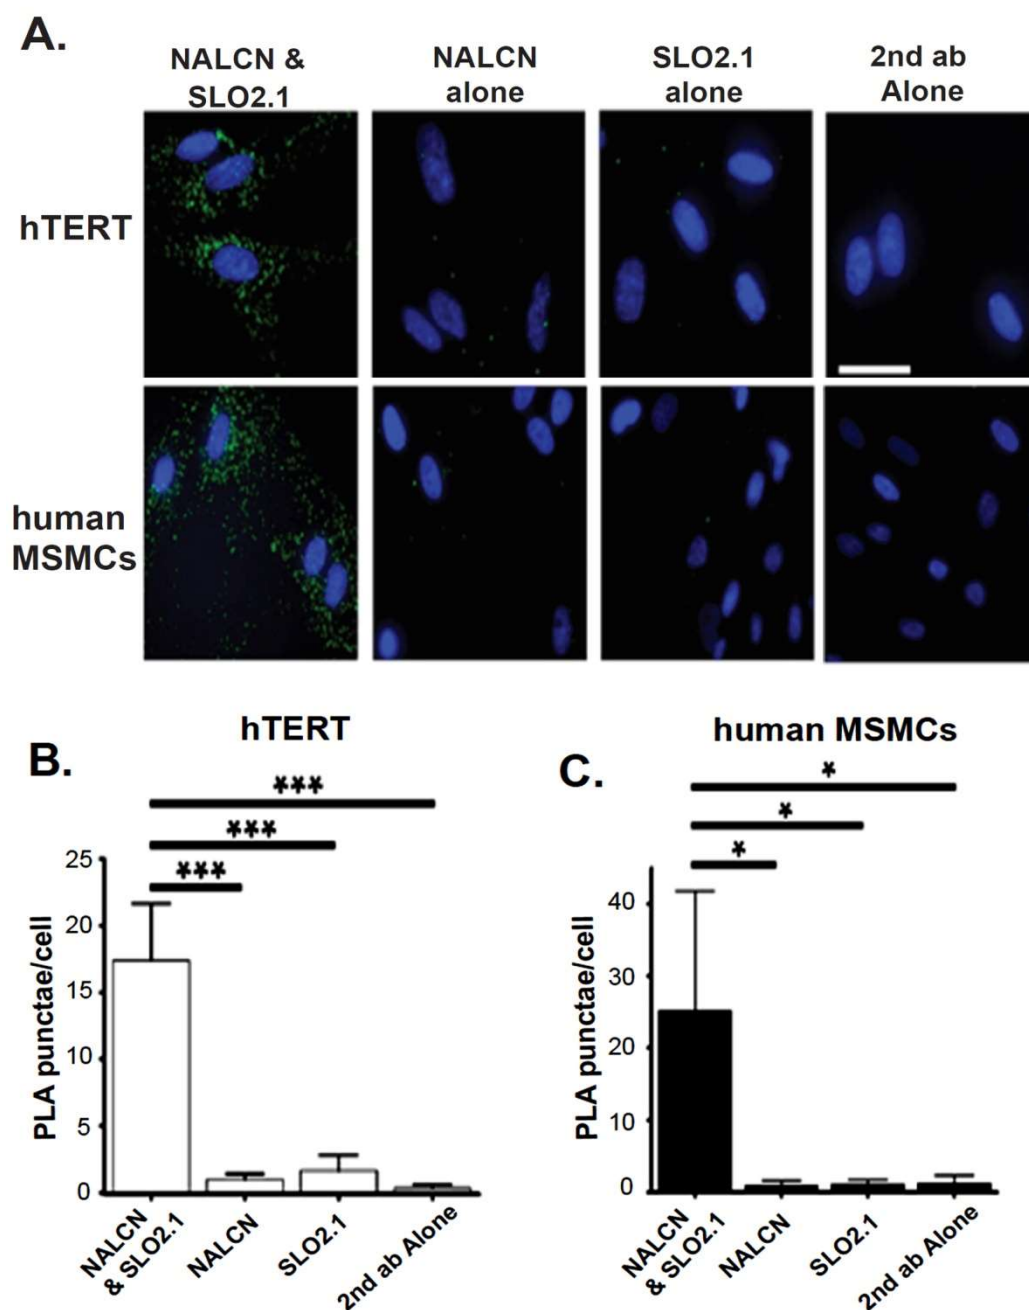 A.
NALCN &
SLO2.1
NALCN
alone
SLO2.1
alone
2nd ab
Alone
hTERT
human
MSMCs
hTERT
B.
***
***
***
25
20
15
10
5
0
PLA punctae/cell
NALCN
& SLO2.1
NALCN
SLO2.1
2nd ab Alone
human MSMCs
C.
*
*
*
40
30
20
10
0
PLA punctae/cell
NALCN
& SLO2.1
NALCN
SLO2.1
2nd ab Alone